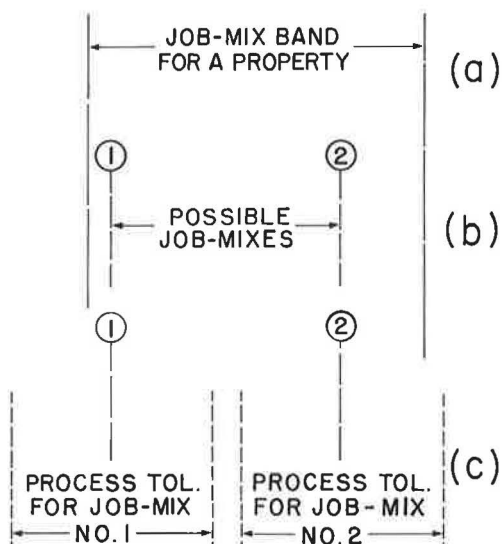 JOB-MIX BAND
FOR A PROPERTY
(a)
1 2
POSSIBLE
JOB-MIXES
(b)
1 2
PROCESS TOL.
FOR JOB-MIX
NO. 1
PROCESS TOL.
FOR JOB-MIX
NO. 2
(c)